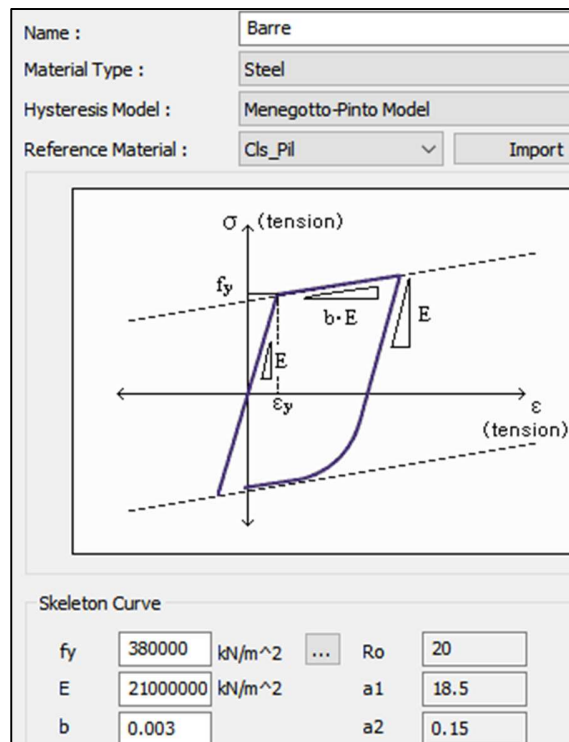 Name : Barre
Material Type : Steel
Hysteresis Model : Menegotto-Pinto Model
Reference Material : Cls_Pil Import
σ (tension)
fy
b·E
E
E
εy
ε
(tension)
Skeleton Curve
fy 380000 kN/m^2 ... Ro 20
E 21000000 kN/m^2 a1 18.5
b 0.003 a2 0.15